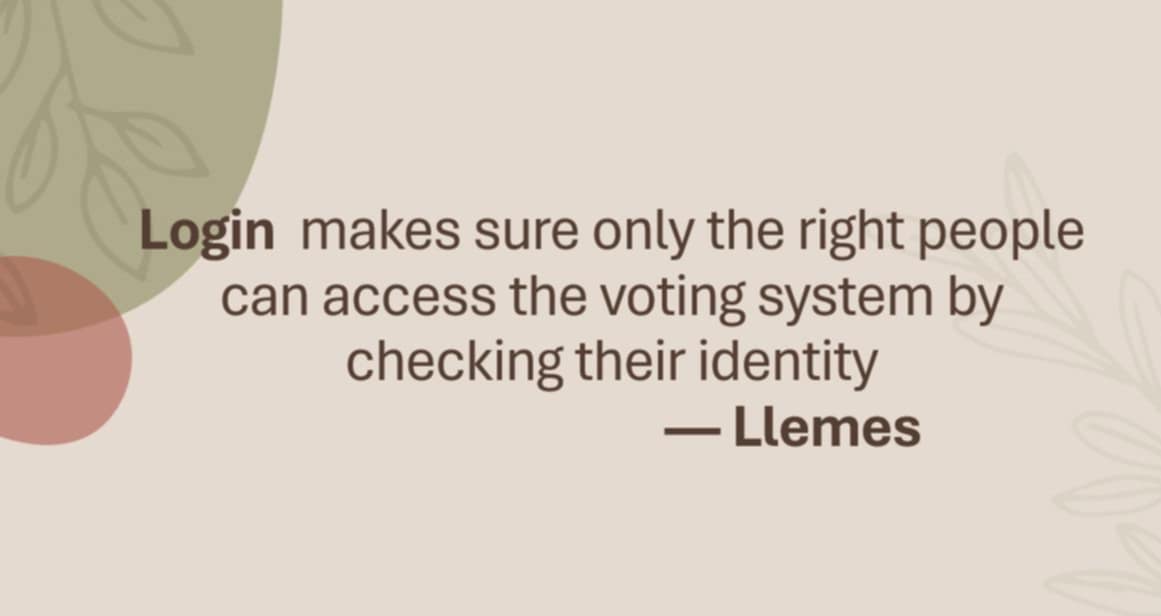 Login makes sure only the right people
can access the voting system by
checking their identity
— Llemes